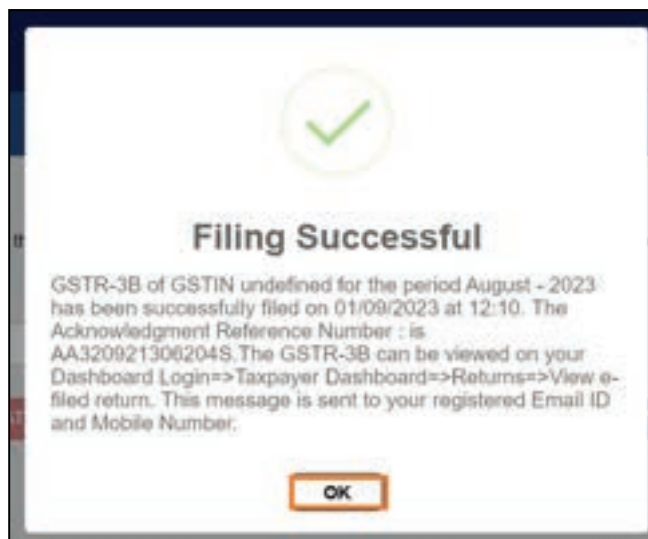 Filing Successful
GSTR-3B of GSTIN undefined for the period August - 2023
has been successfully filed on 01/09/2023 at 12:10. The
Acknowledgment Reference Number : is
AA320921306204S.The GSTR-3B can be viewed on your
Dashboard Login=>Taxpayer Dashboard=>Returns=>View e-
filed return. This message is sent to your registered Email ID
and Mobile Number.
OK